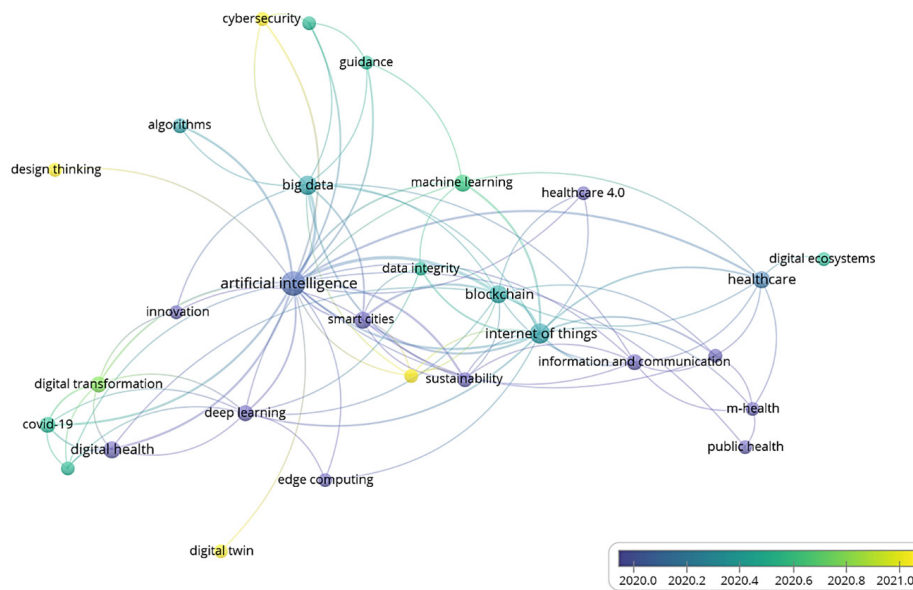 cybersecurity
guidance
algorithms
design thinking
big data
machine learning
healthcare 4.0
digital ecosystems
data integrity
artificial intelligence
healthcare
blockchain
innovation
smart cities
internet of things
information and communication
sustainability
digital transformation
deep learning
m-health
covid-19
digital health
public health
edge computing
digital twin
2020.0 2020.2 2020.4 2020.6 2020.8 2021.0